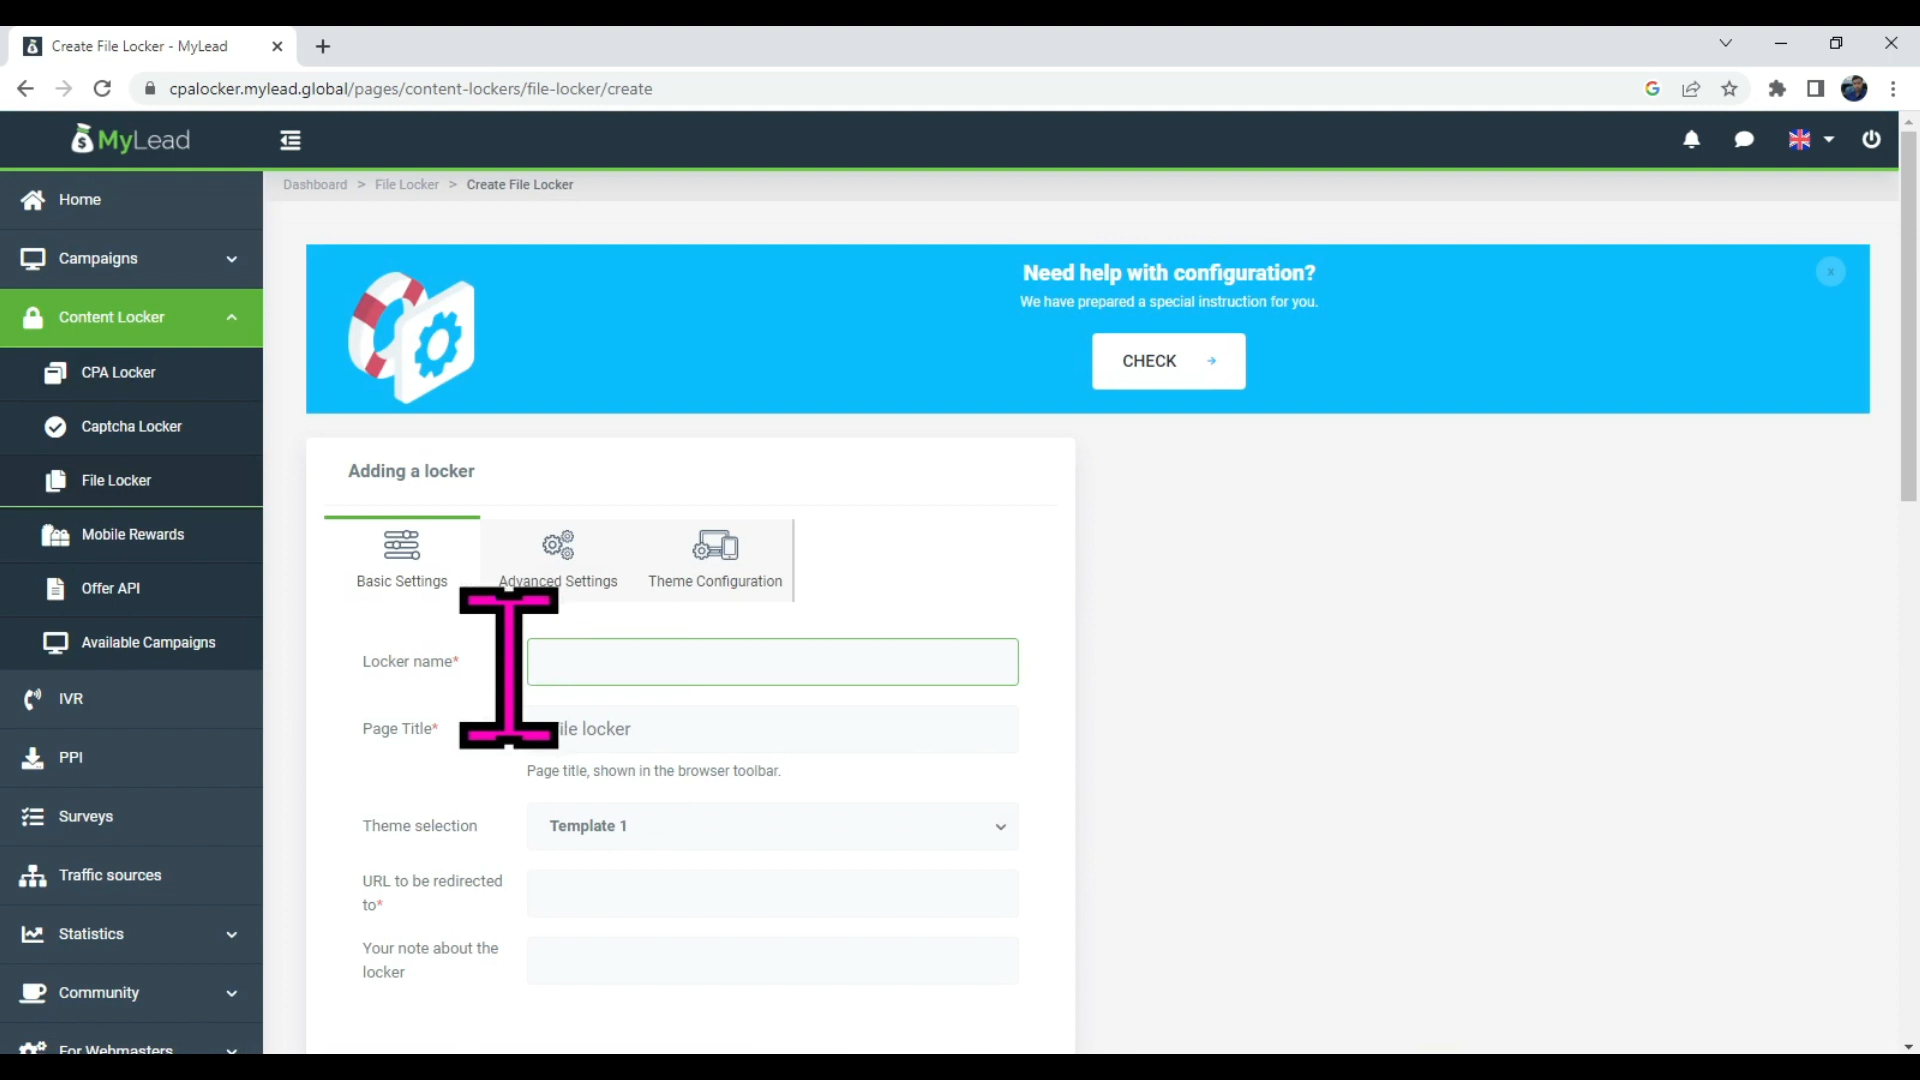 Create File Locker - MyLead
cpalocker.mylead.global/pages/content-lockers/file-locker/create
MyLead
Dashboard > File Locker > Create File Locker
Home
Campaigns
Content Locker
CPA Locker
Captcha Locker
File Locker
Mobile Rewards
Offer API
Available Campaigns
IVR
PPI
Surveys
Traffic sources
Statistics
Community
For Webmasters
Need help with configuration?
We have prepared a special instruction for you.
CHECK
Adding a locker
Basic Settings
Advanced Settings
Theme Configuration
Locker name*
Page Title*
ile locker
Page title, shown in the browser toolbar.
Theme selection
Template 1
URL to be redirected
to*
Your note about the
locker